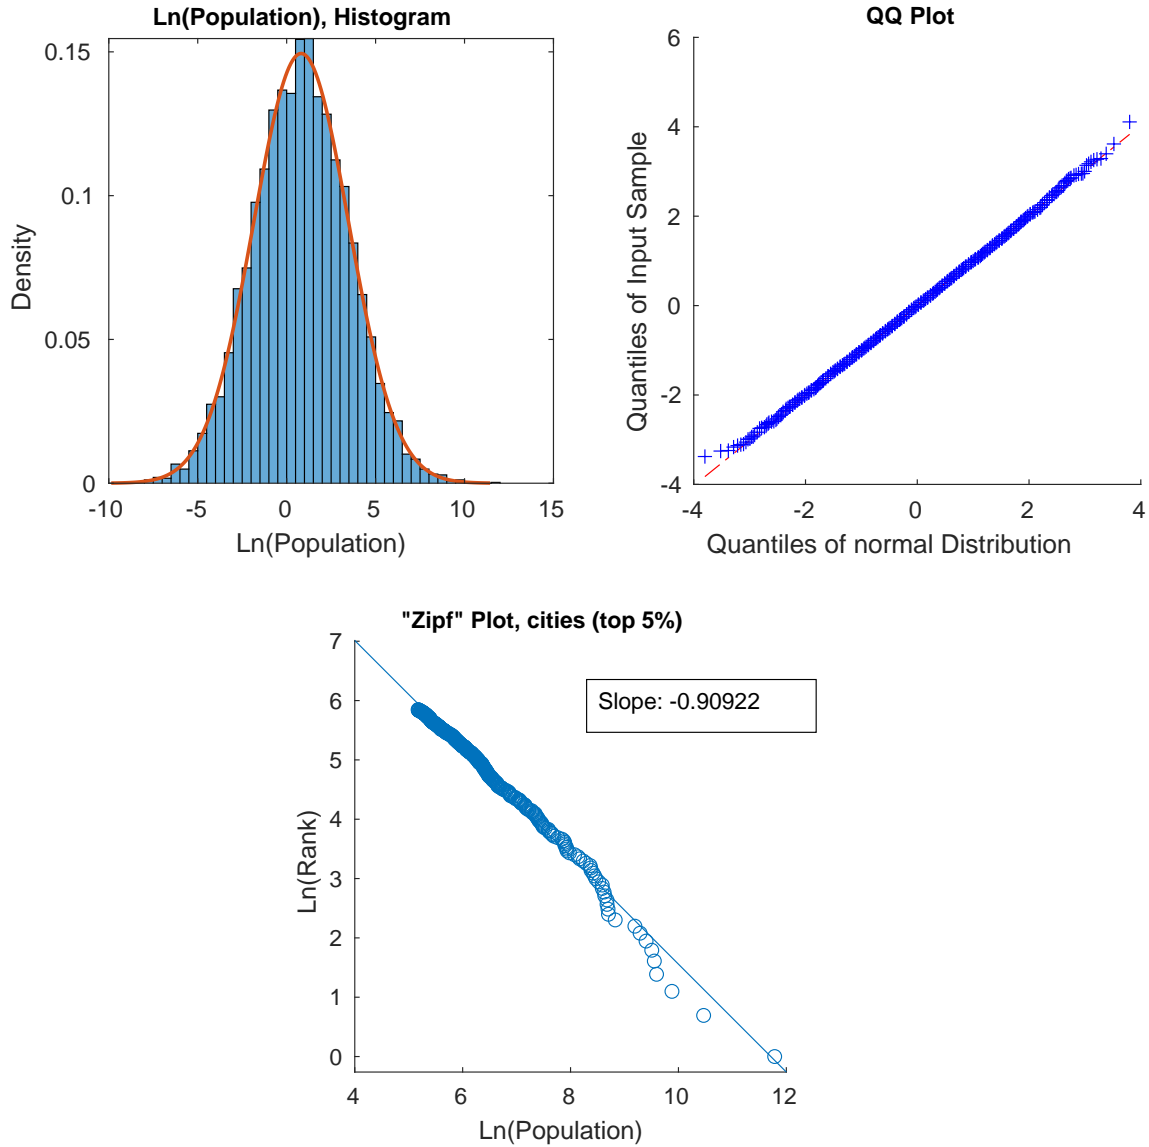 Ln(Population), Histogram
0.15
0.1
0.05
0
Density
-10 -5 0 5 10 15
Ln(Population)
QQ Plot
6
4
2
0
-2
-4
Quantiles of Input Sample
-4 -2 0 2 4
Quantiles of normal Distribution
"Zipf" Plot, cities (top 5%)
7
6
5
4
3
2
1
0
Ln(Rank)
Slope: -0.90922
4 6 8 10 12
Ln(Population)